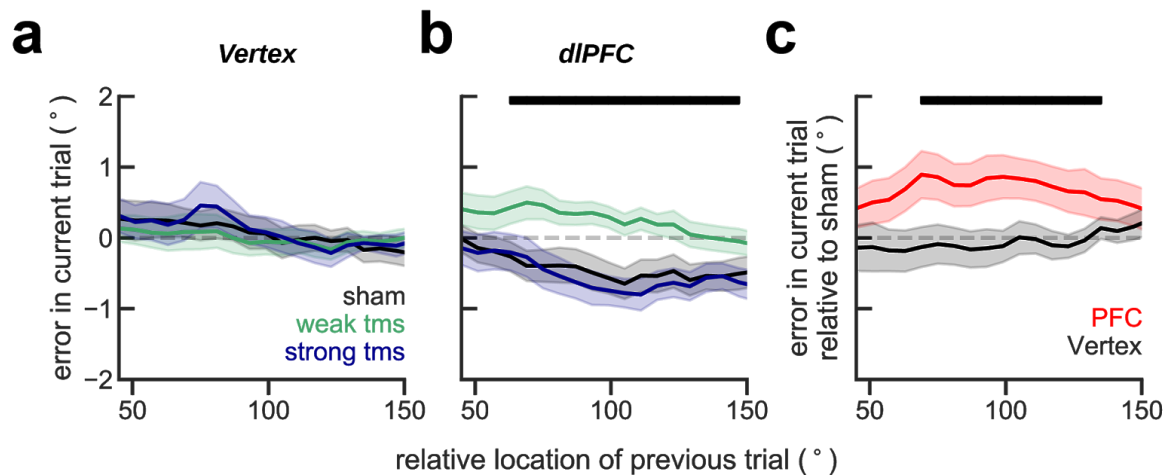 a
Vertex
b
dlPFC
c
error in current trial (°)
2
1
0
−1
−2
sham
weak tms
strong tms
50
100
150
50
100
150
error in current trial
relative to sham (°)
PFC
Vertex
50
100
150
relative location of previous trial (°)